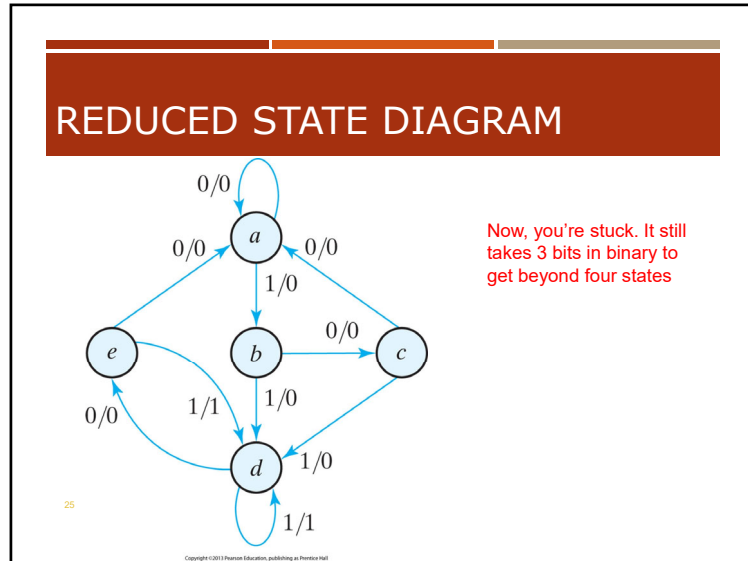 REDUCED STATE DIAGRAM
0/0
a
0/0
0/0
1/0
Now, you're stuck. It still
takes 3 bits in binary to
get beyond four states
e
b
0/0
c
0/0
1/1
1/0
d
1/0
1/1
25
Copyright ©2013 Pearson Education, publishing as Prentice Hall